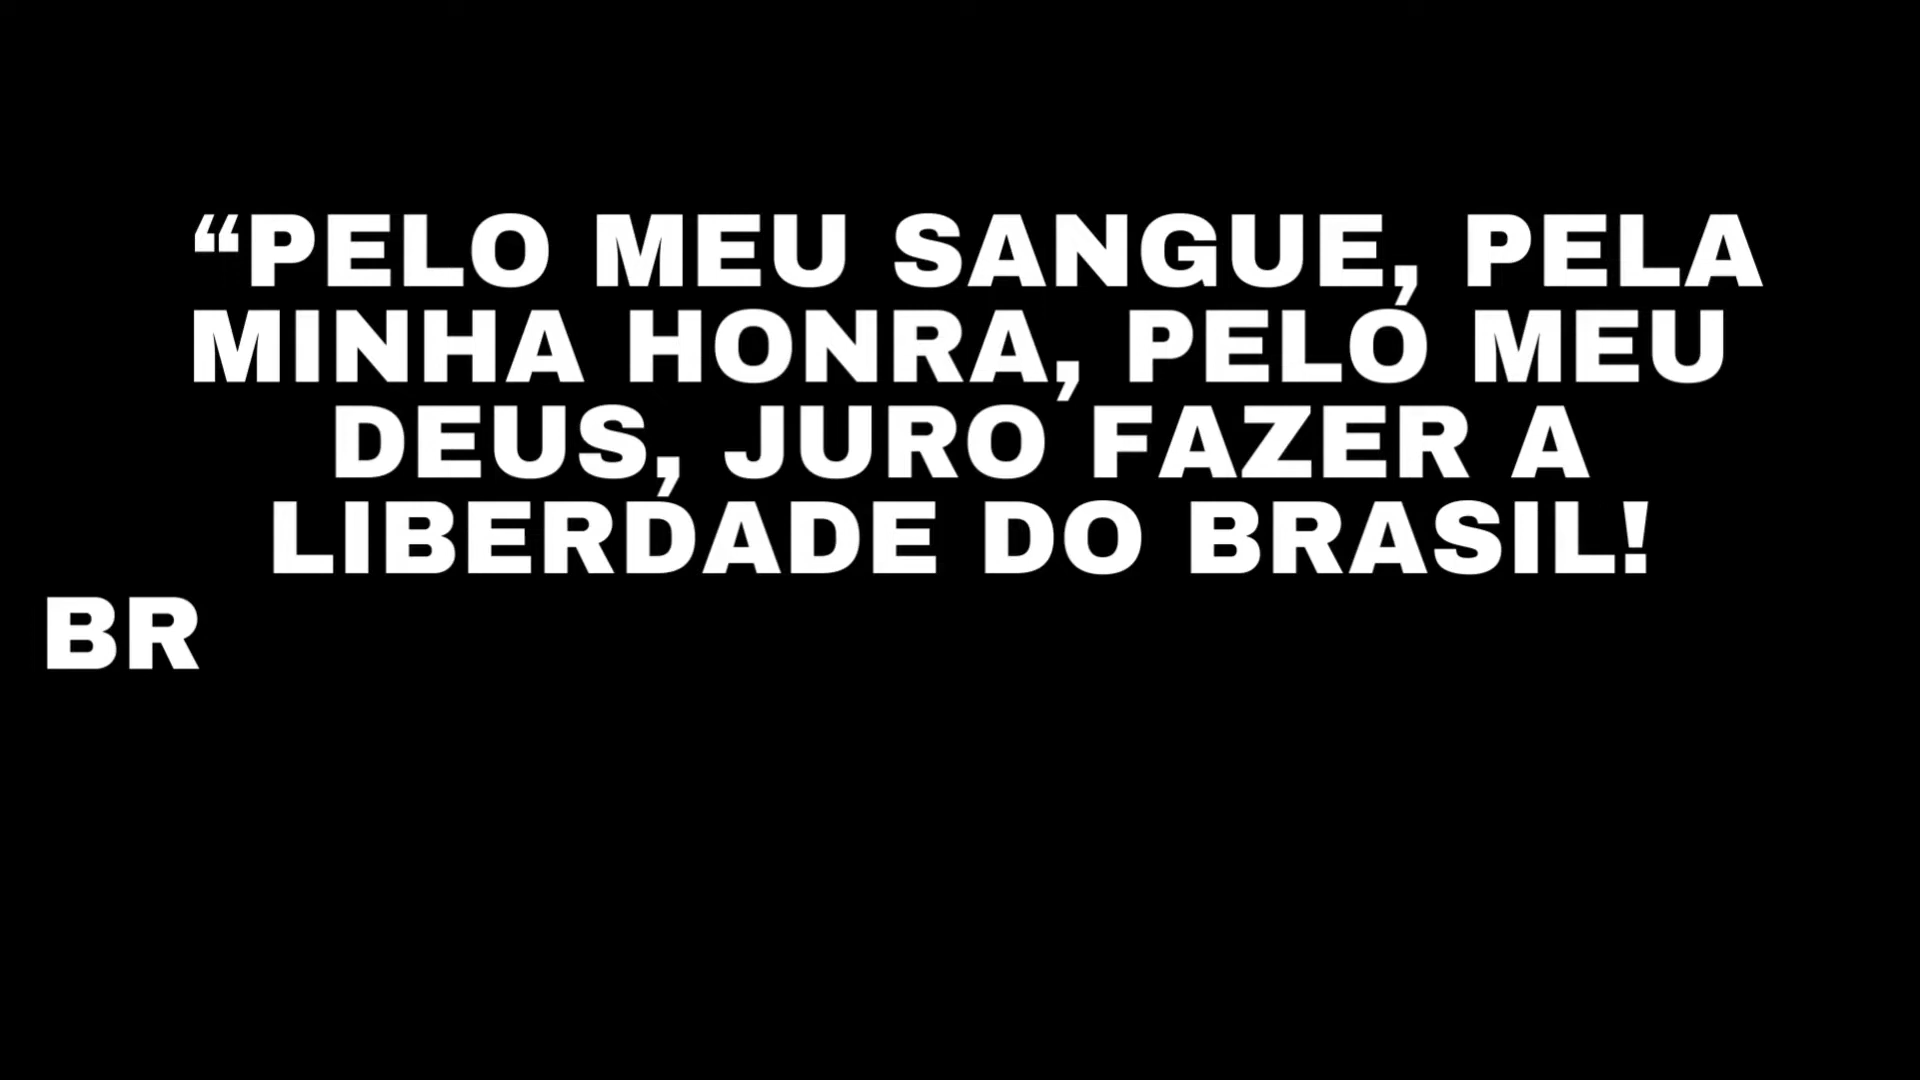 “PELO MEU SANGUE, PELA
MINHA HONRA, PELO MEU
DEUS, JURO FAZER A
LIBERDADE DO BRASIL!
BR